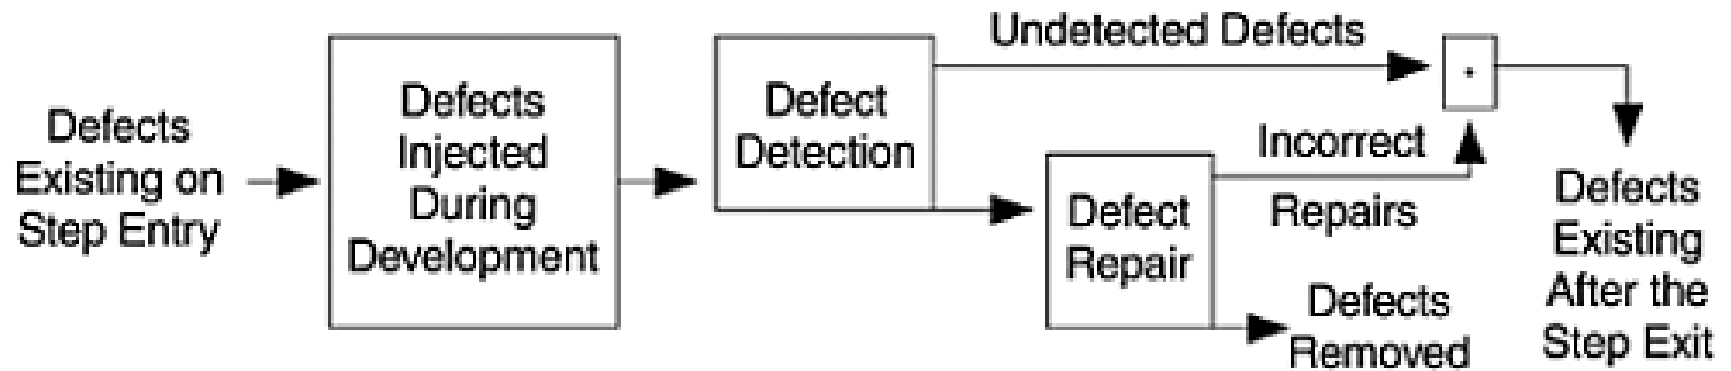 Defects
Existing on
Step Entry
Defects
Injected
During
Development
Defect
Detection
Undetected Defects
Defect
Repair
Incorrect
Repairs
Defects
Removed
Defects
Existing
After the
Step Exit